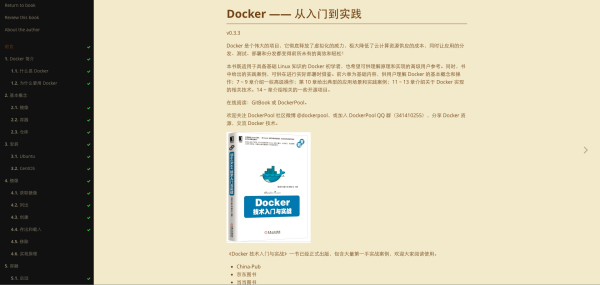 Return to book
Review this book
About the author
前言
1. Docker 简介
1.1. 什么是 Docker
1.2. 为什么要用 Docker
2. 基本概念
2.1. 镜像
2.2. 容器
2.3. 仓库
3. 安装
3.1. Ubuntu
3.2. CentOS
4. 镜像
4.1. 获取镜像
4.2. 列出
4.3. 创建
4.4. 存出和载入
4.5. 移除
4.6. 实现原理
5. 容器
5.1. 启动
Docker —— 从入门到实践
v0.3.3
Docker 是个伟大的项目，它彻底释放了虚拟化的威力，极大降低了云计算资源供应的成本，同时让应用的分
发、测试、部署和分发都变得前所未有的高效和轻松！
本书既适用于具备基础 Linux 知识的 Docker 初学者，也希望可供理解原理和实现的高级用户参考。同时，书
中给出的实践案例，可供在进行实际部署时借鉴。前六章为基础内容，供用户理解 Docker 的基本概念和操
作；7 ~ 9 章介绍一些高级操作；第 10 章给出典型的应用场景和实践案例；11 ~ 13 章介绍关于 Docker 实现
的相关技术。14 ~ 章介绍相关的一些开源项目。
在线阅读：GitBook 或 DockerPool。
欢迎关注 DockerPool 社区微博 @dockerpool，或加入 DockerPool QQ 群（341410255），分享 Docker 资
源，交流 Docker 技术。
Docker
技术入门与实战
《Docker 技术入门与实战》一书已经正式出版，包含大量第一手实战案例，欢迎大家阅读使用。
China-Pub
京东图书
当当图书